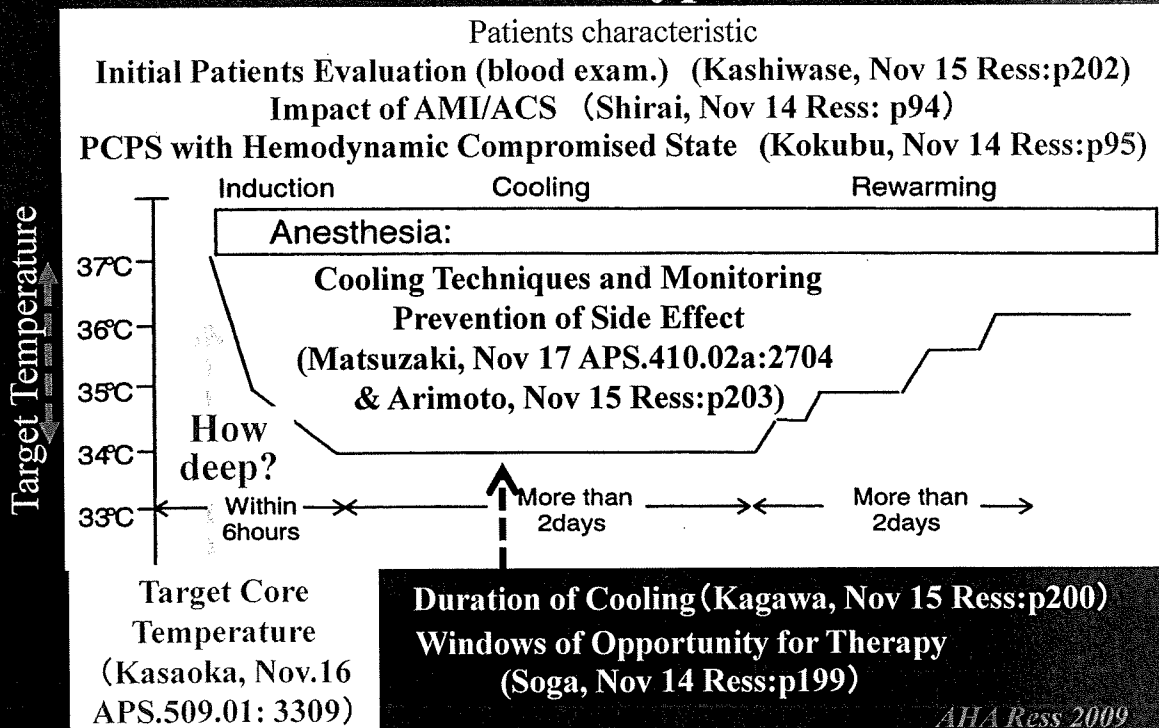 Patients characteristic
Initial Patients Evaluation (blood exam.) (Kashiwase, Nov 15 Ress:p202)
Impact of AMI/ACS (Shirai, Nov 14 Ress: p94)
PCPS with Hemodynamic Compromised State (Kokubu, Nov 14 Ress:p95)
Induction Cooling Rewarming
Anesthesia:
Target Temperature
37℃
36℃
35℃
34℃
33℃
Cooling Techniques and Monitoring
Prevention of Side Effect
(Matsuzaki, Nov 17 APS.410.02a:2704
& Arimoto, Nov 15 Ress:p203)
How
deep?
Within
6hours
More than
2days
More than
2days
Target Core
Temperature
(Kasaoka, Nov.16
APS.509.01: 3309)
Duration of Cooling (Kagawa, Nov 15 Ress:p200)
Windows of Opportunity for Therapy
(Soga, Nov 14 Ress:p199)
AHA Ress 2009